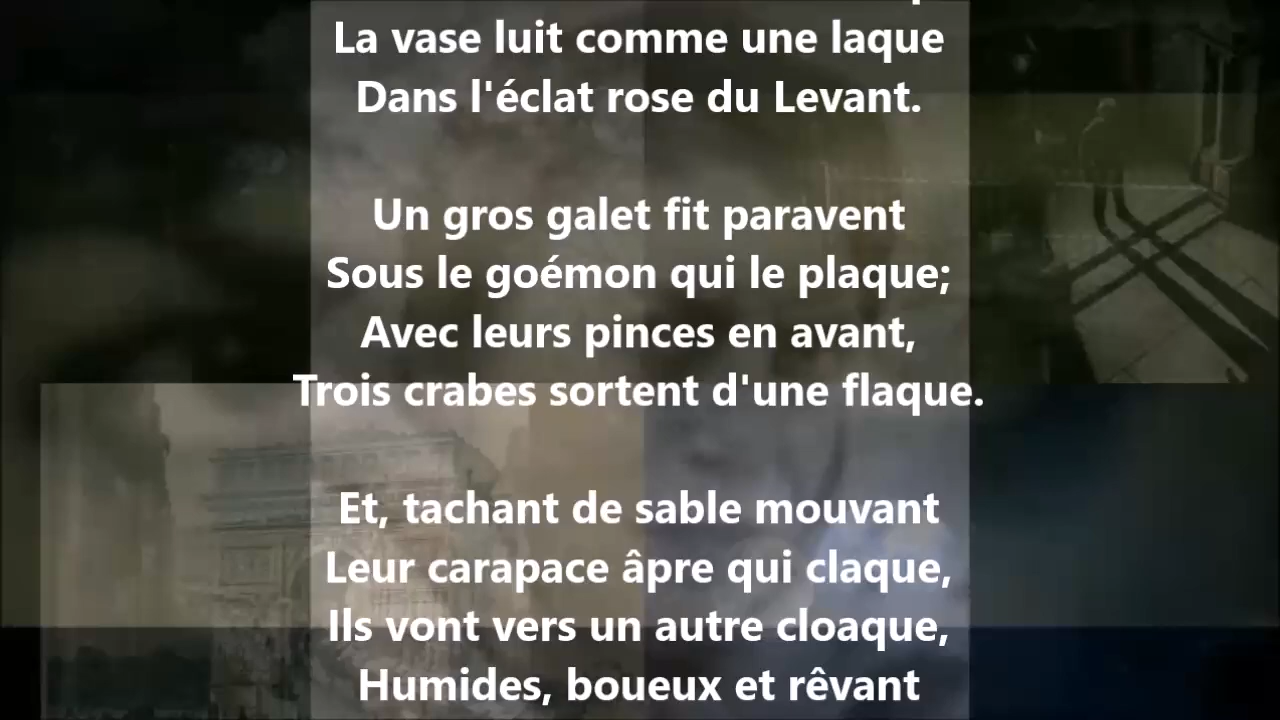 La vase luit comme une laque
Dans l'éclat rose du Levant.
Un gros galet fit paravent
Sous le goémon qui le plaque;
Avec leurs pinces en avant,
Trois crabes sortent d'une flaque.
Et, tachant de sable mouvant
Leur carapace âpre qui claque,
Ils vont vers un autre cloaque,
Humides, boueux et rêvant